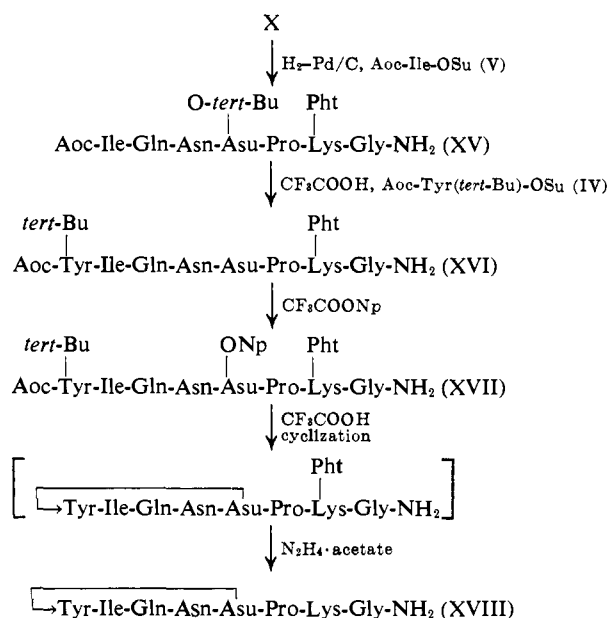 X
H₂–Pd/C, Aoc-Ile-OSu (V)
O-tert-Bu Pht
Aoc-Ile-Gln-Asn-Asu-Pro-Lys-Gly-NH₂ (XV)
CF₃COOH, Aoc-Tyr(tert-Bu)-OSu (IV)
tert-Bu Pht
Aoc-Tyr-Ile-Gln-Asn-Asu-Pro-Lys-Gly-NH₂ (XVI)
CF₃COONp
tert-Bu ONp Pht
Aoc-Tyr-Ile-Gln-Asn-Asu-Pro-Lys-Gly-NH₂ (XVII)
CF₃COOH
cyclization
Pht
Tyr-Ile-Gln-Asn-Asu-Pro-Lys-Gly-NH₂
N₂H₄·acetate
Tyr-Ile-Gln-Asn-Asu-Pro-Lys-Gly-NH₂ (XVIII)